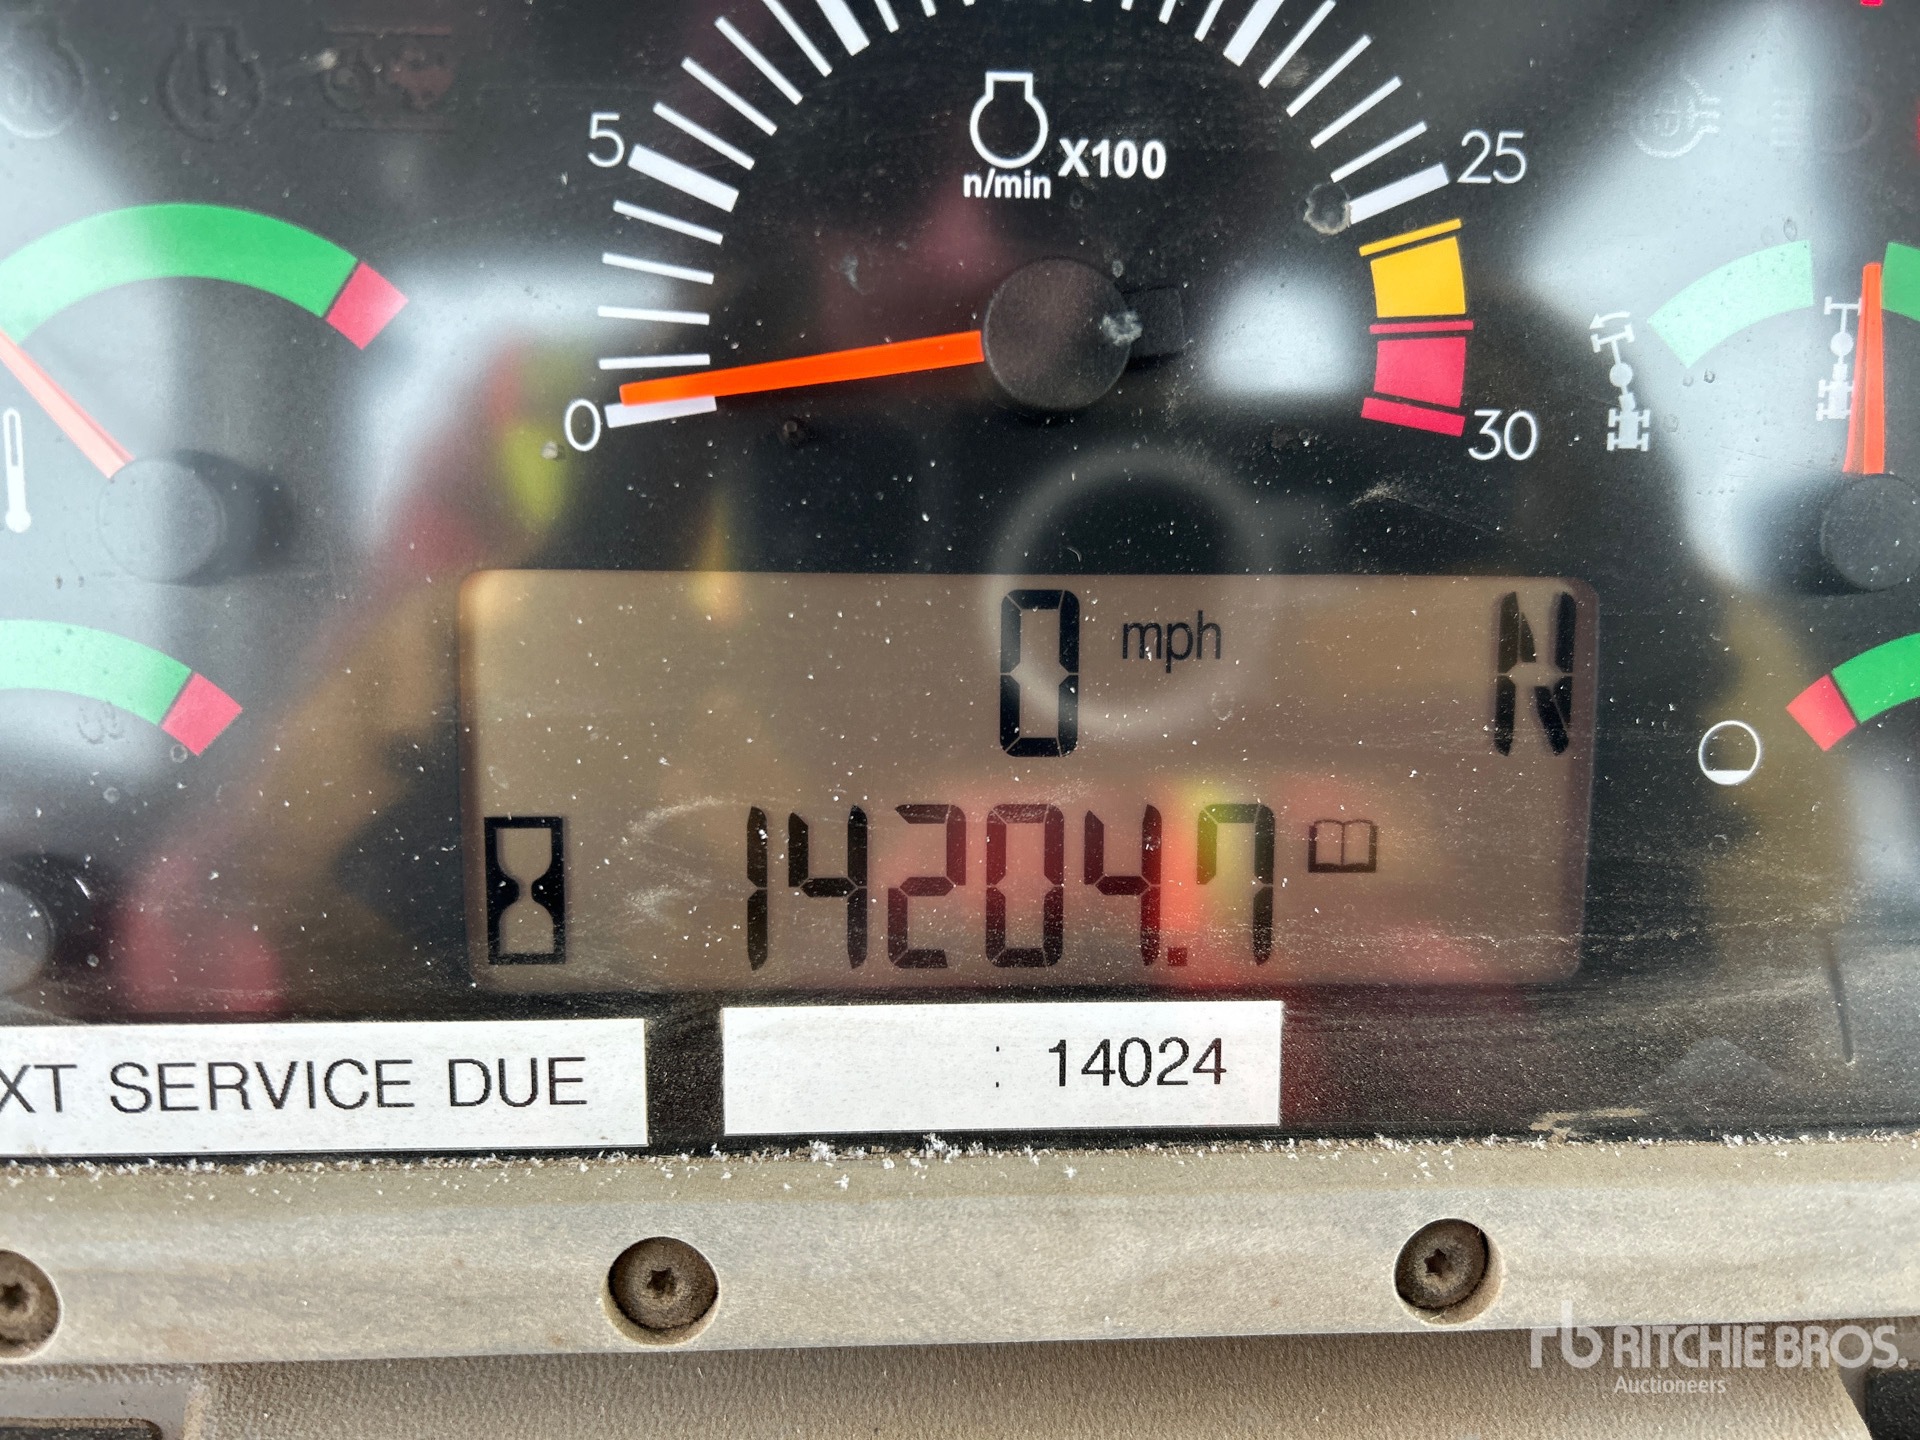 5
25
X100
n/min
0
30
0 mph N
14204.7
XT SERVICE DUE : 14024
RITCHIE BROS.
Auctioneers